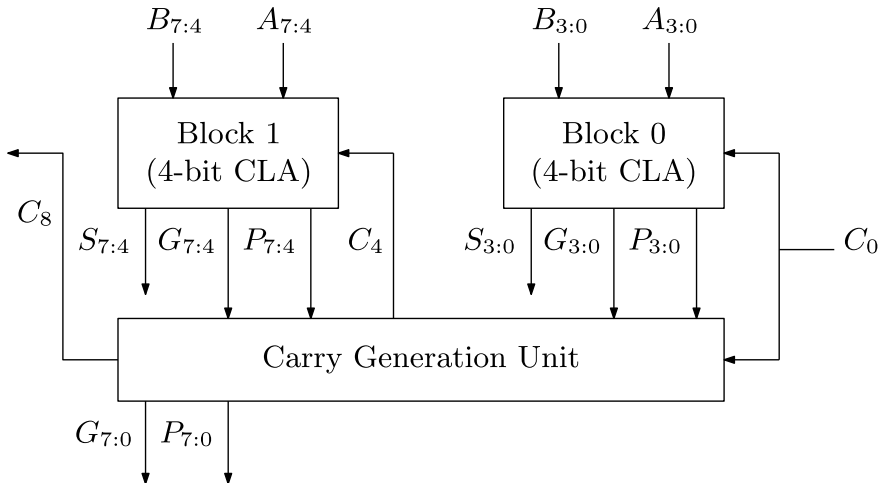 B₇:₄ A₇:₄ B₃:₀ A₃:₀
Block 1
(4-bit CLA)
Block 0
(4-bit CLA)
C₈
S₇:₄ G₇:₄ P₇:₄ C₄ S₃:₀ G₃:₀ P₃:₀ C₀
Carry Generation Unit
G₇:₀ P₇:₀